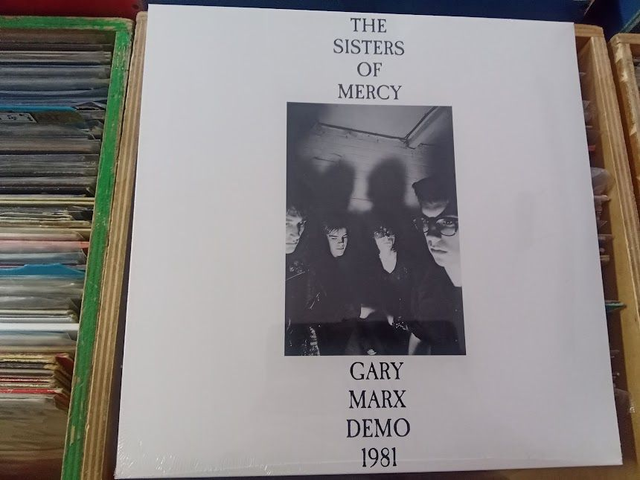 THE
SISTERS
OF
MERCY
GARY
MARX
DEMO
1981